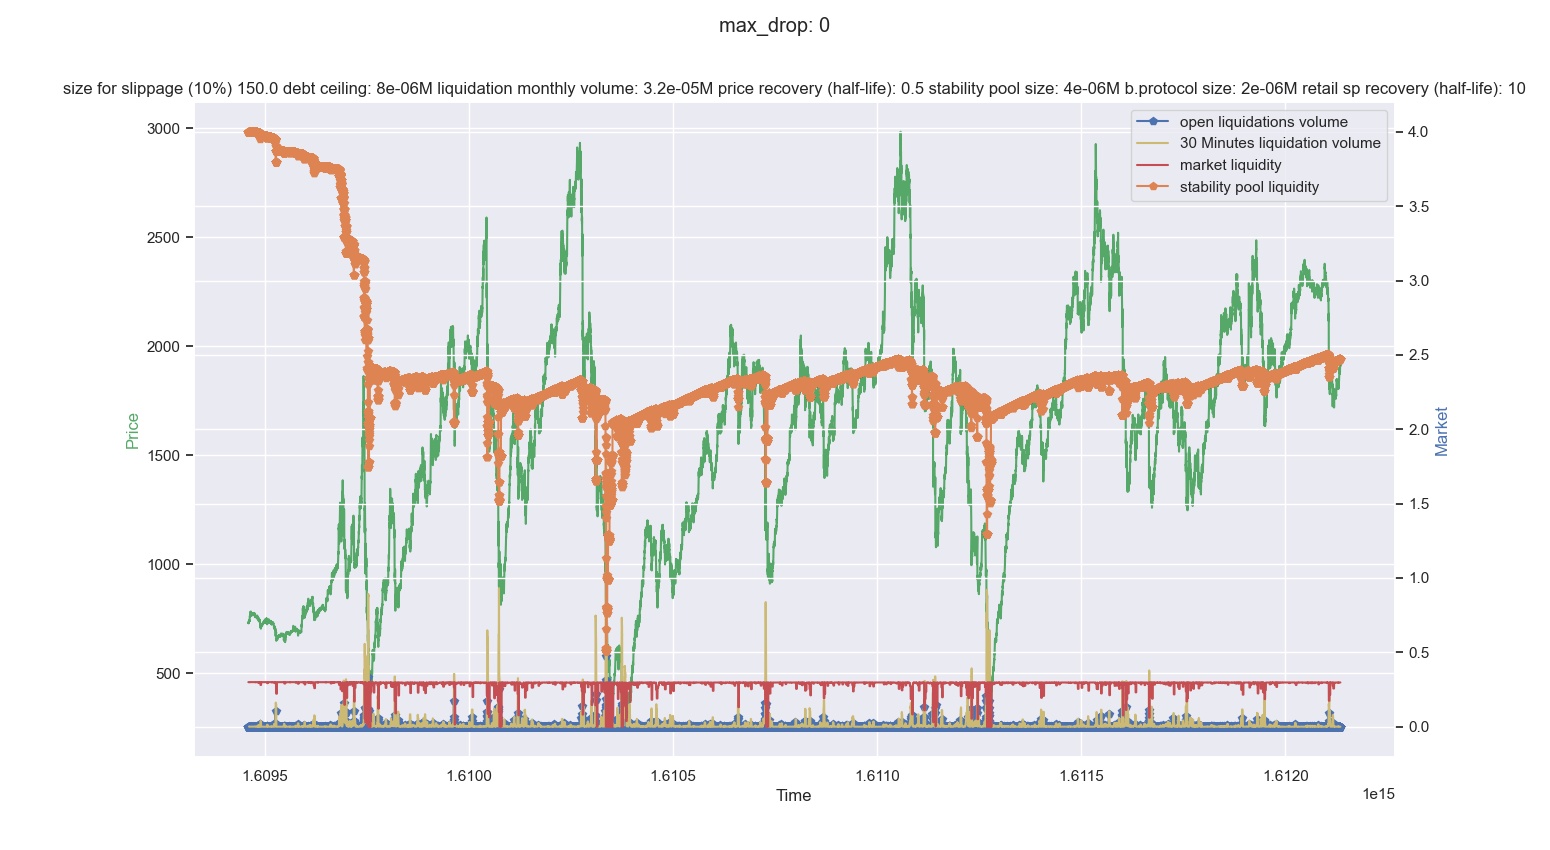 max_drop: 0
size for slippage (10%) 150.0 debt ceiling: 8e-06M liquidation monthly volume: 3.2e-05M price recovery (half-life): 0.5 stability pool size: 4e-06M b.protocol size: 2e-06M retail sp recovery (half-life): 10
open liquidations volume
30 Minutes liquidation volume
market liquidity
stability pool liquidity
Price
3000
2500
2000
1500
1000
500
4.0
3.5
3.0
2.5
2.0
1.5
1.0
0.5
0.0
Market
1.6095 1.6100 1.6105 1.6110 1.6115 1.6120
Time
1e15